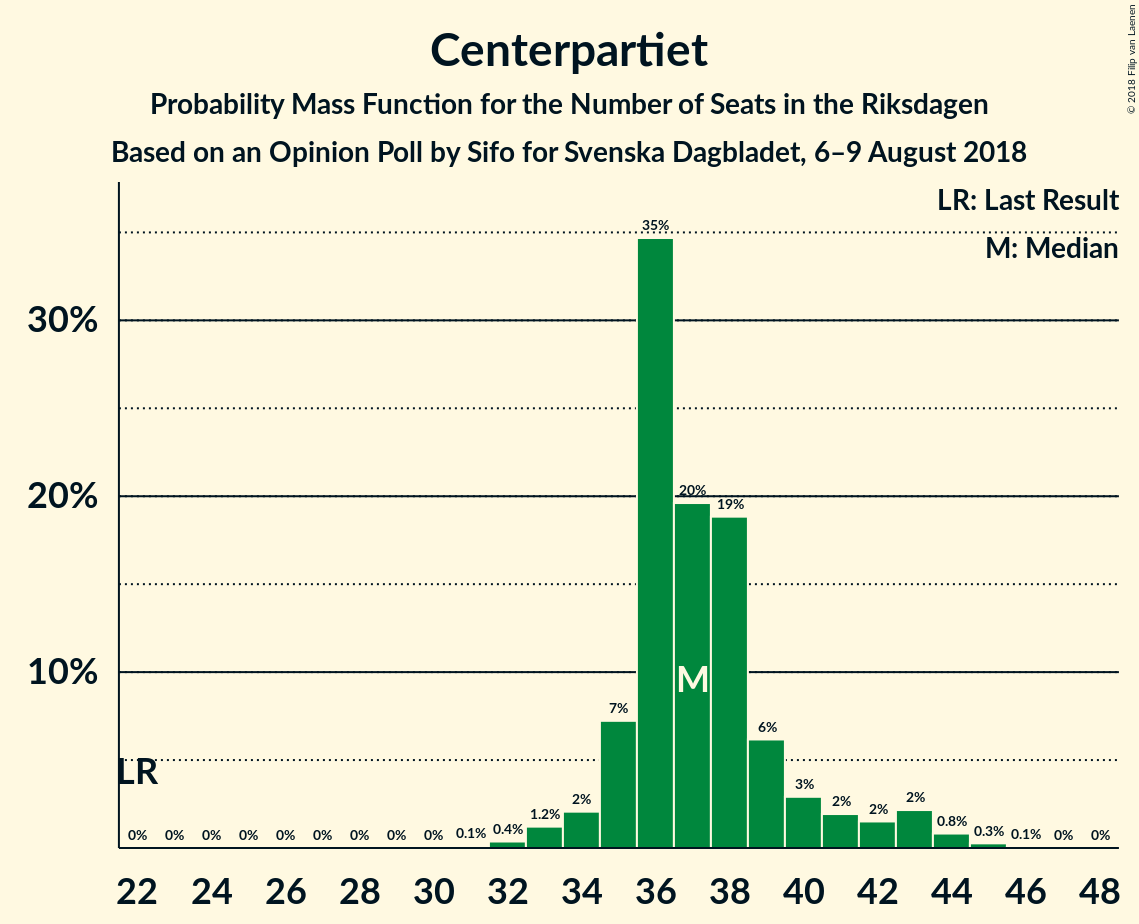 Centerpartiet
Probability Mass Function for the Number of Seats in the Riksdagen
Based on an Opinion Poll by Sifo for Svenska Dagbladet, 6–9 August 2018
© 2018 Filip van Laenen
LR: Last Result
M: Median
35%
30%
20%
20%
19%
10%
M
7%
6%
LR
0% 0% 0% 0% 0% 0% 0% 0% 0% 0.1% 0.4% 1.2% 2% 3% 2% 2% 2% 0.8% 0.3% 0.1% 0% 0%
22 24 26 28 30 32 34 36 38 40 42 44 46 48